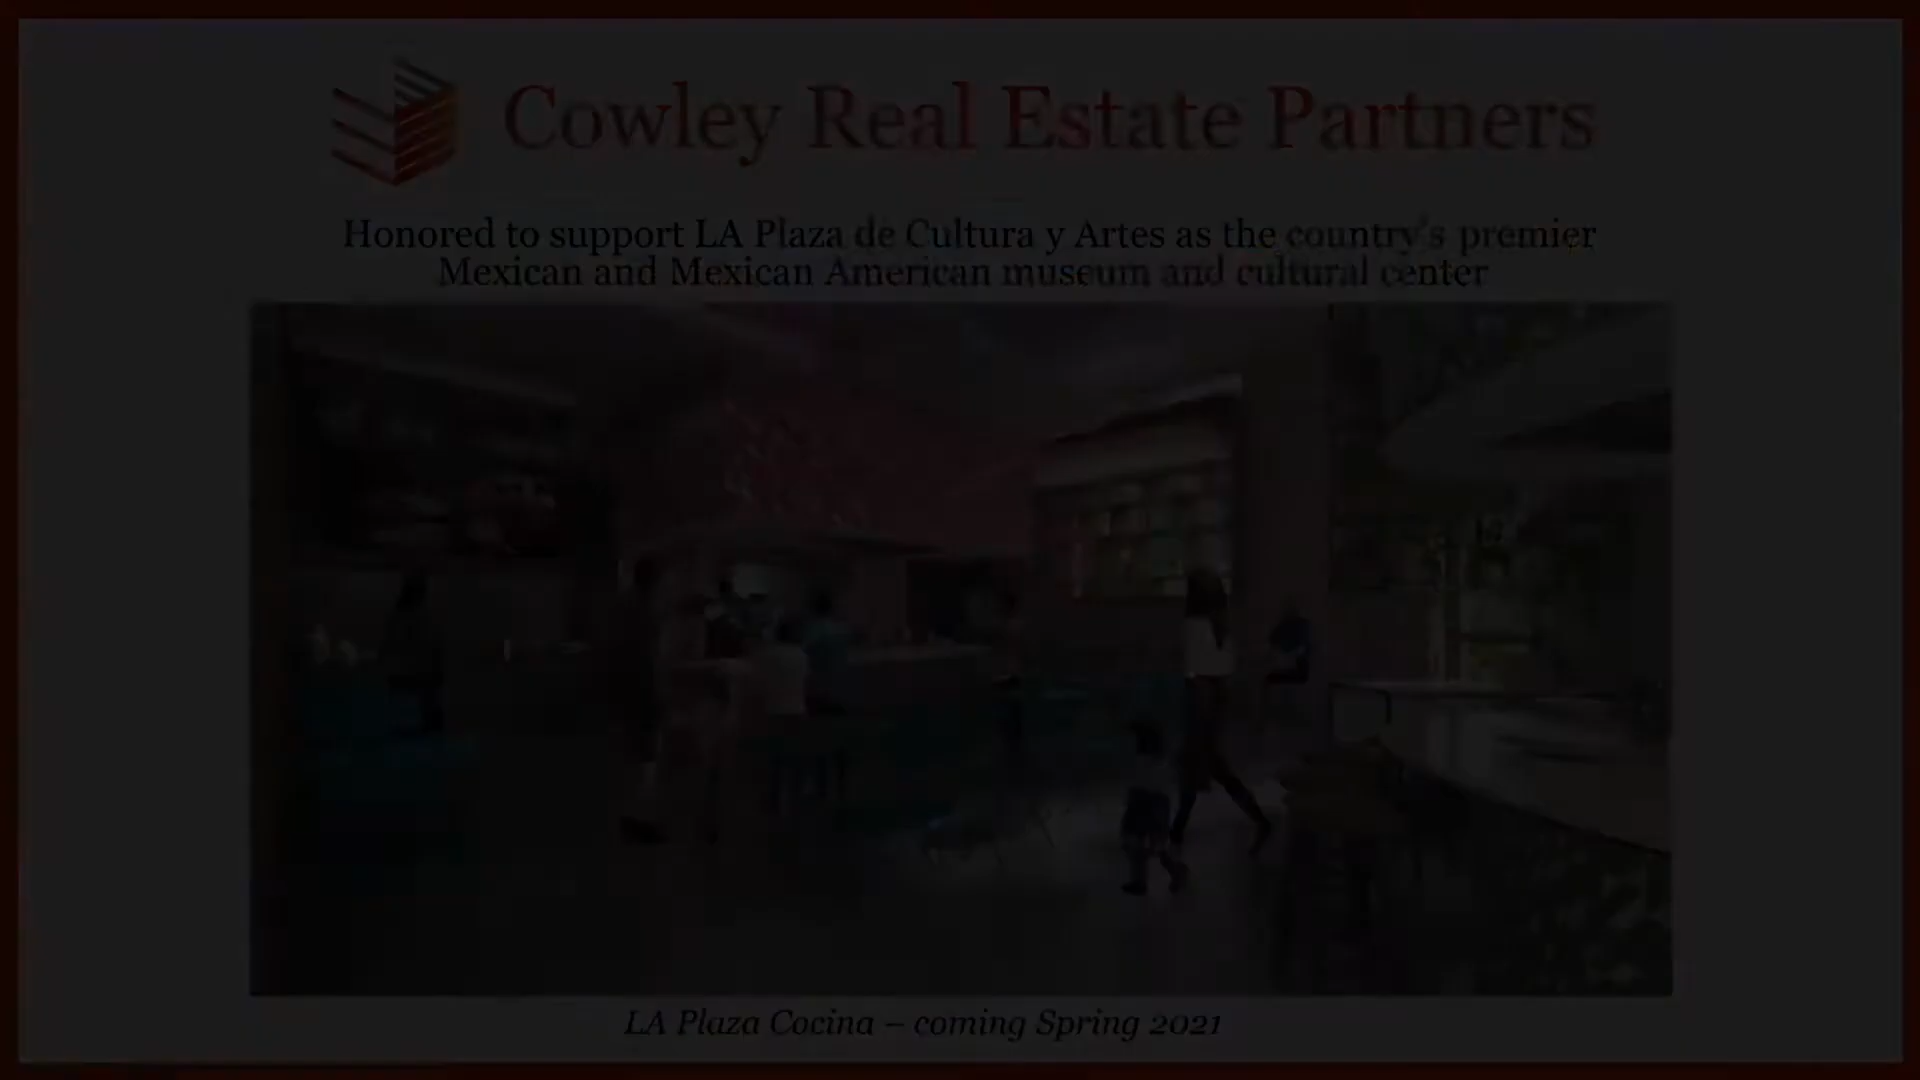 Cowley Real Estate Partners
Honored to support LA Plaza de Cultura y Artes as the country's premier
Mexican and Mexican American museum and cultural center
LA Plaza Cocina – coming Spring 2021